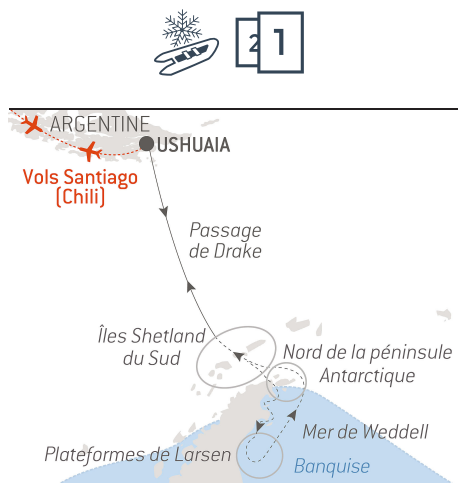 2 1
ARGENTINE
USHUAIA
Vols Santiago
(Chili)
Passage
de Drake
Îles Shetland
du Sud
Nord de la péninsule
Antarctique
Mer de Weddell
Plateformes de Larsen
Banquise